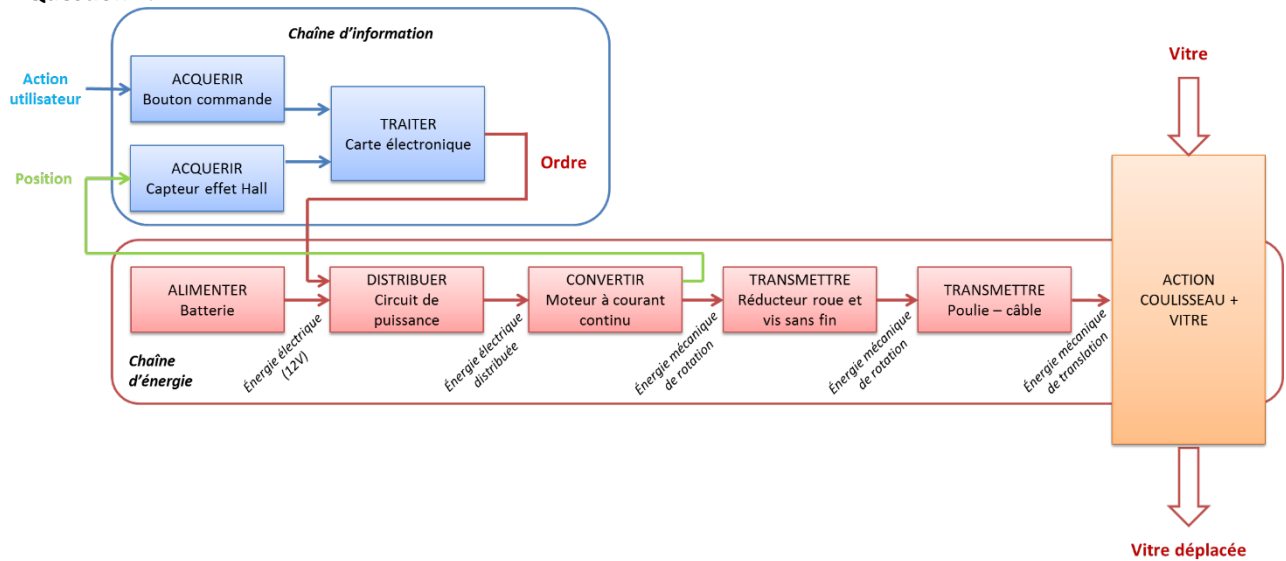 Chaîne d'information
Vitre
Action
utilisateur
ACQUERIR
Bouton commande
TRAITER
Carte électronique
Ordre
Position
ACQUERIR
Capteur effet Hall
ALIMENTER
Batterie
DISTRIBUER
Circuit de
puissance
CONVERTIR
Moteur à courant
continu
TRANSMETTRE
Réducteur roue et
vis sans fin
TRANSMETTRE
Poulie – câble
ACTION
COULISSEAU +
VITRE
Chaîne
d'énergie
Énergie électrique
(12V)
Énergie électrique
distribuée
Énergie mécanique
de rotation
Énergie mécanique
de rotation
Énergie mécanique
de translation
Vitre déplacée